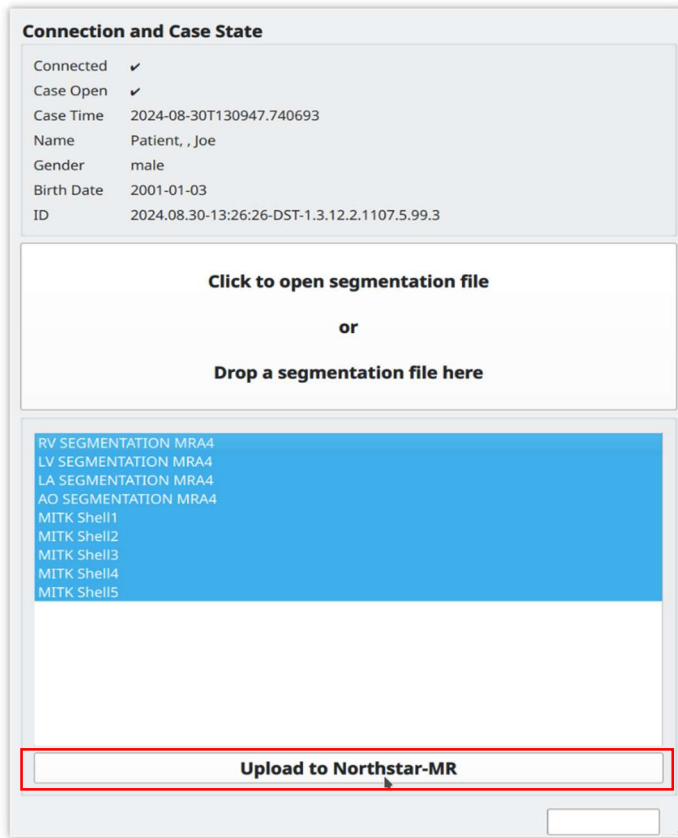 Connection and Case State
Connected ✔
Case Open ✔
Case Time 2024-08-30T130947.740693
Name Patient, , Joe
Gender male
Birth Date 2001-01-03
ID 2024.08.30-13:26:26-DST-1.3.12.2.1107.5.99.3
Click to open segmentation file
or
Drop a segmentation file here
RV SEGMENTATION MRA4
LV SEGMENTATION MRA4
LA SEGMENTATION MRA4
AO SEGMENTATION MRA4
MITK Shell1
MITK Shell2
MITK Shell3
MITK Shell4
MITK Shell5
Upload to Northstar-MR